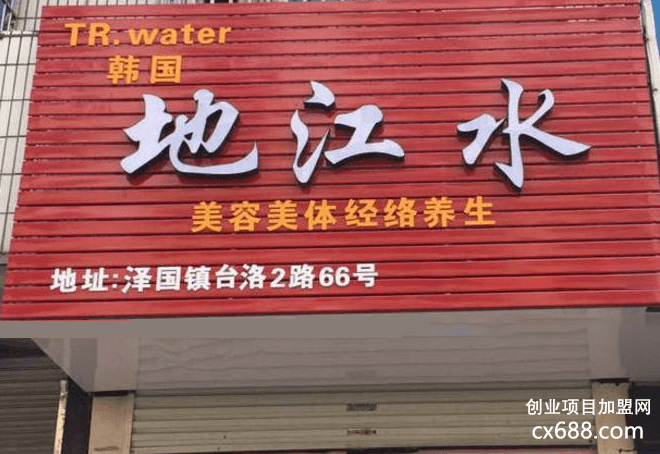 TR.water
韩国
地江水
美容美体经络养生
地址:泽国镇台洛2路66号
创业项目加盟网
cx688.com